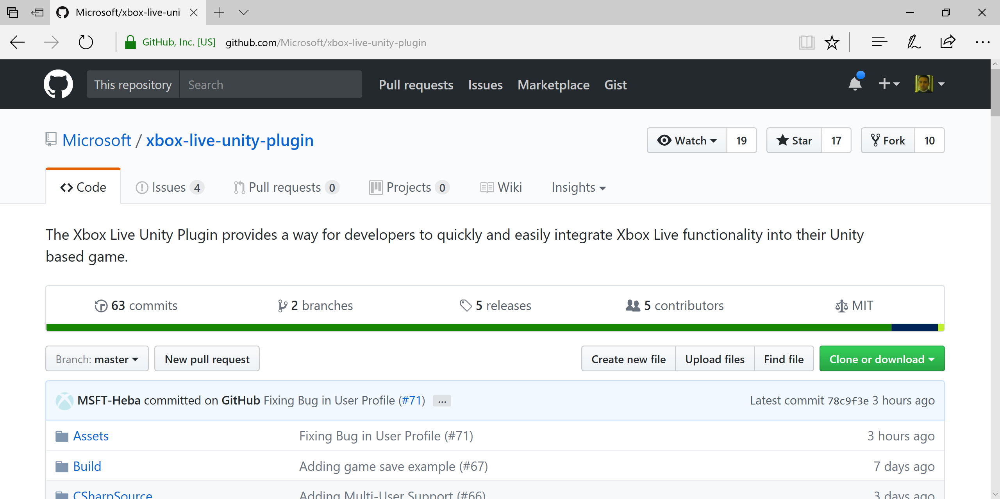 Microsoft/xbox-live-uni
GitHub, Inc. [US] github.com/Microsoft/xbox-live-unity-plugin
This repository Search Pull requests Issues Marketplace Gist
Microsoft / xbox-live-unity-plugin Watch 19 Star 17 Fork 10
Code Issues 4 Pull requests 0 Projects 0 Wiki Insights
The Xbox Live Unity Plugin provides a way for developers to quickly and easily integrate Xbox Live functionality into their Unity
based game.
63 commits 2 branches 5 releases 5 contributors MIT
Branch: master New pull request Create new file Upload files Find file Clone or download
MSFT-Heba committed on GitHub Fixing Bug in User Profile (#71) ... Latest commit 78c9f3e 3 hours ago
Assets Fixing Bug in User Profile (#71) 3 hours ago
Build Adding game save example (#67) 7 days ago
CSharpSource Adding Multi-User Support (#66) 3 days ago